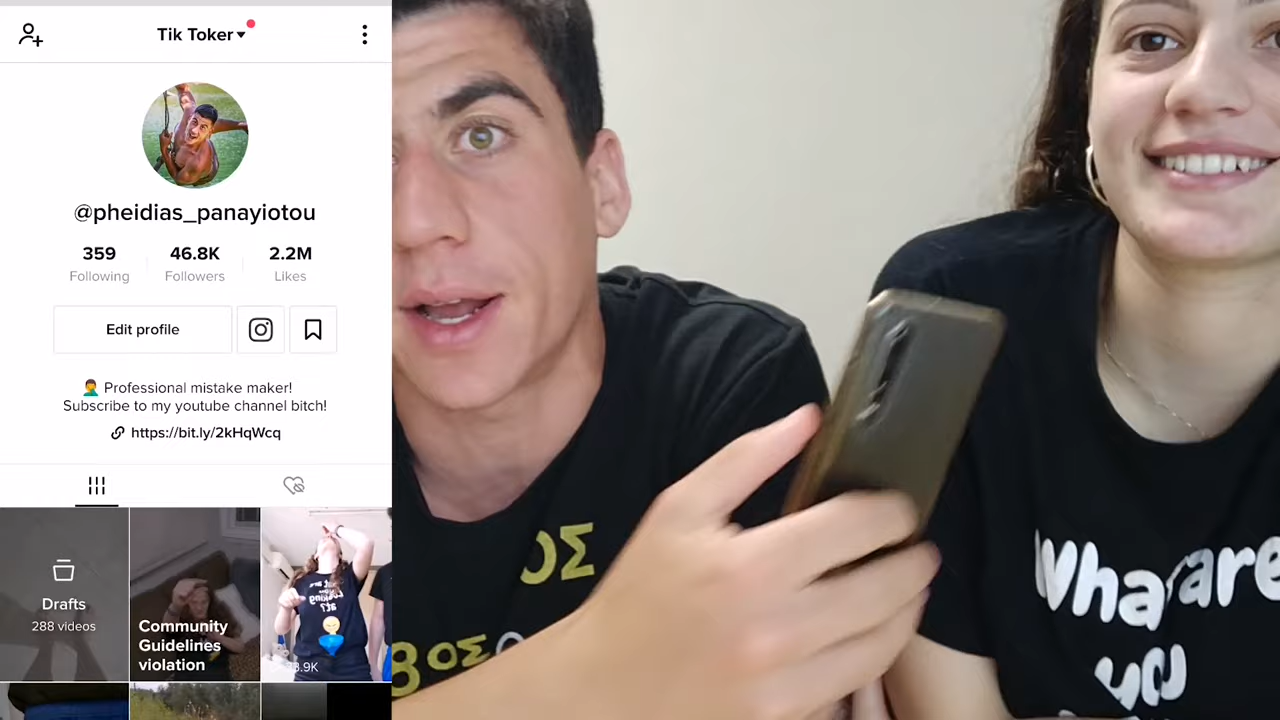 Tik Toker
@pheidias_panayiotou
359
Following
46.8K
Followers
2.2M
Likes
Edit profile
🤦‍♂️ Professional mistake maker!
Subscribe to my youtube channel bitch!
https://bit.ly/2kHqWcq
Drafts
288 videos
Community
Guidelines
violation
ΟΣ
What are
you